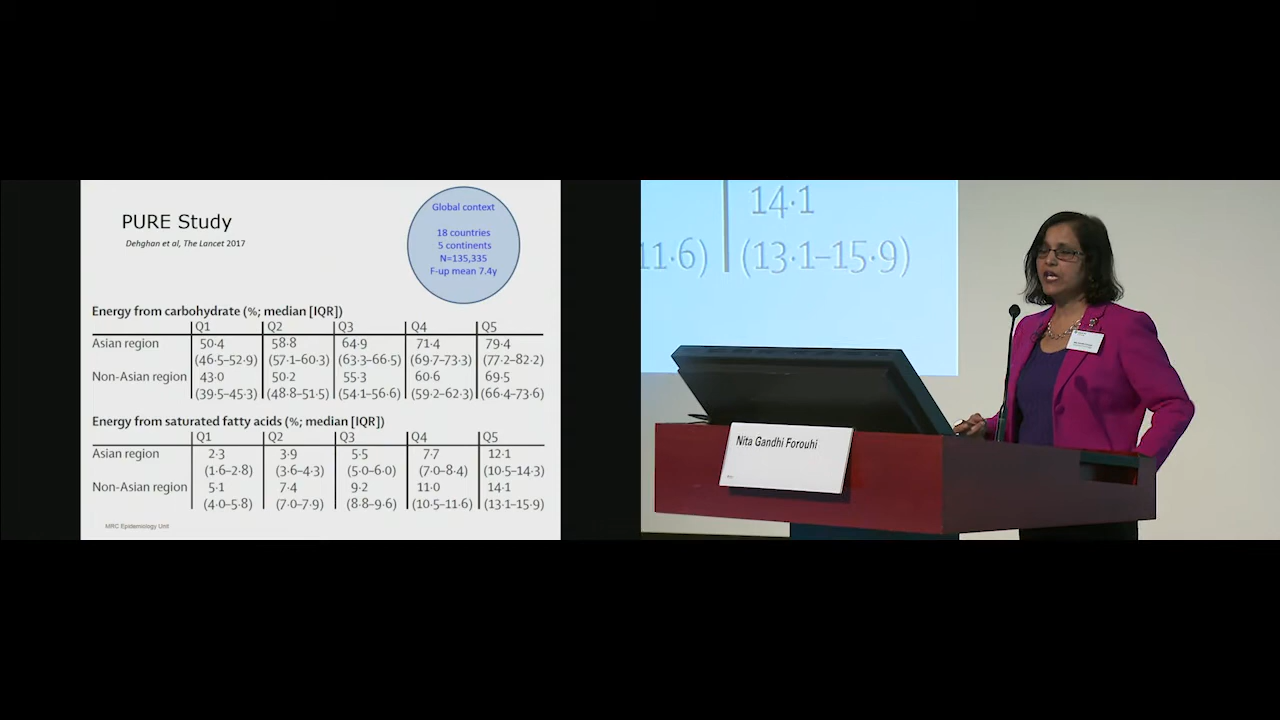 PURE Study
Dehghan et al, The Lancet 2017
Global context
18 countries
5 continents
N=135,335
F-up mean 7.4y
Energy from carbohydrate (%; median [IQR])
Q1 Q2 Q3 Q4 Q5
Asian region 50·4 58·8 64·9 71·4 79·4
(46·5–52·9) (57·1–60·3) (63·3–66·5) (69·7–73·3) (77·2–82·2)
Non-Asian region 43·0 50·2 55·3 60·6 69·5
(39·5–45·3) (48·8–51·5) (54·1–56·6) (59·2–62·3) (66·4–73·6)
Energy from saturated fatty acids (%; median [IQR])
Q1 Q2 Q3 Q4 Q5
Asian region 2·3 3·9 5·5 7·7 12·1
(1·6–2·8) (3·6–4·3) (5·0–6·0) (7·0–8·4) (10·5–14·3)
Non-Asian region 5·1 7·4 9·2 11·0 14·1
(4·0–5·8) (7·0–7·9) (8·8–9·6) (10·5–11·6) (13·1–15·9)
MRC Epidemiology Unit
14·1
11·6) (13·1–15·9)
Nita Gandhi Forouhi